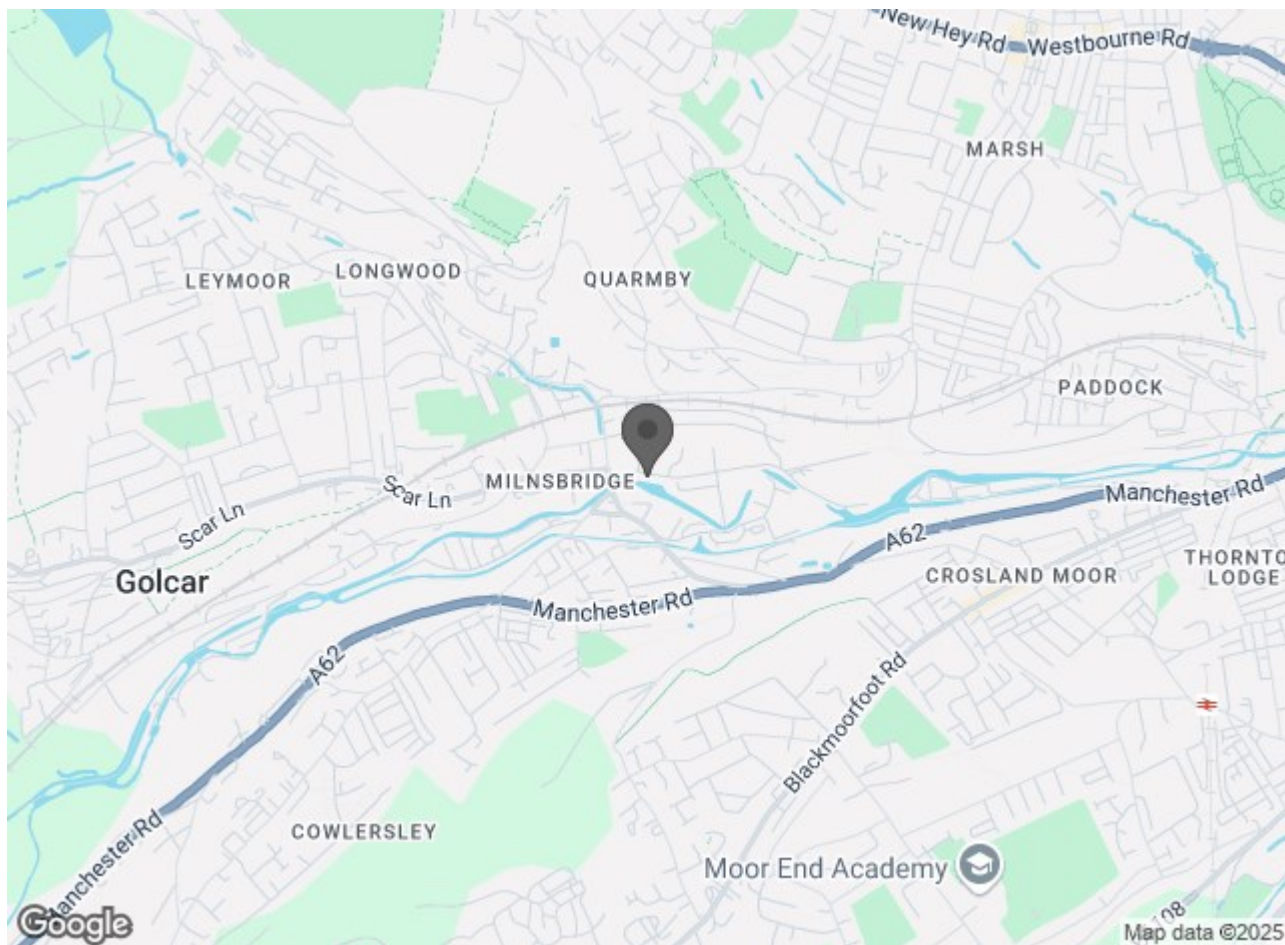 New Hey Rd
Westbourne Rd
MARSH
LEYMOOR
LONGWOOD
QUARMBY
PADDOCK
Scar Ln
Scar Ln
MILNSBRIDGE
Manchester Rd
A62
Golcar
CROSLAND MOOR
THORNTO
LODGE
Manchester Rd
A62
Blackmoorfoot Rd
COWLERSLEY
Manchester Rd
Moor End Academy
Google
108
Map data ©2025